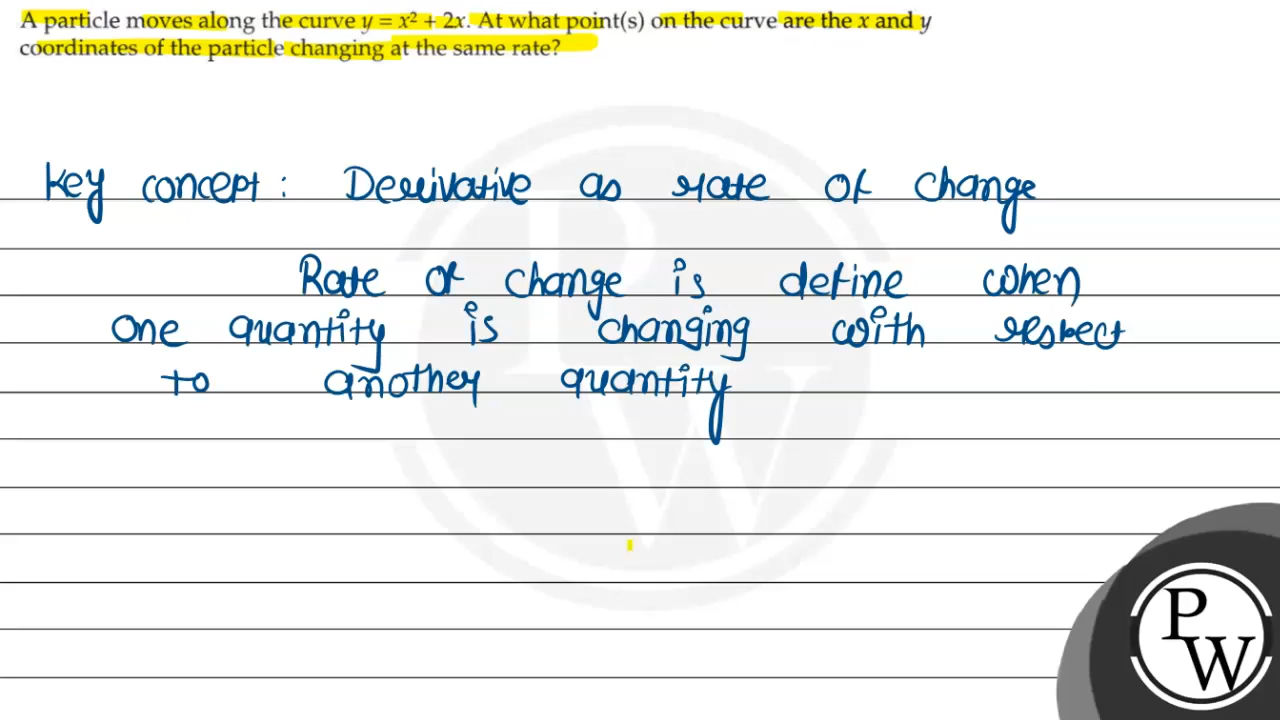 A particle moves along the curve y = x² + 2x. At what point(s) on the curve are the x and y
coordinates of the particle changing at the same rate?
Key concept : Derivative as rate of change
Rate of change is define when
one quantity is changing with respect
to another quantity
P
W
P
W